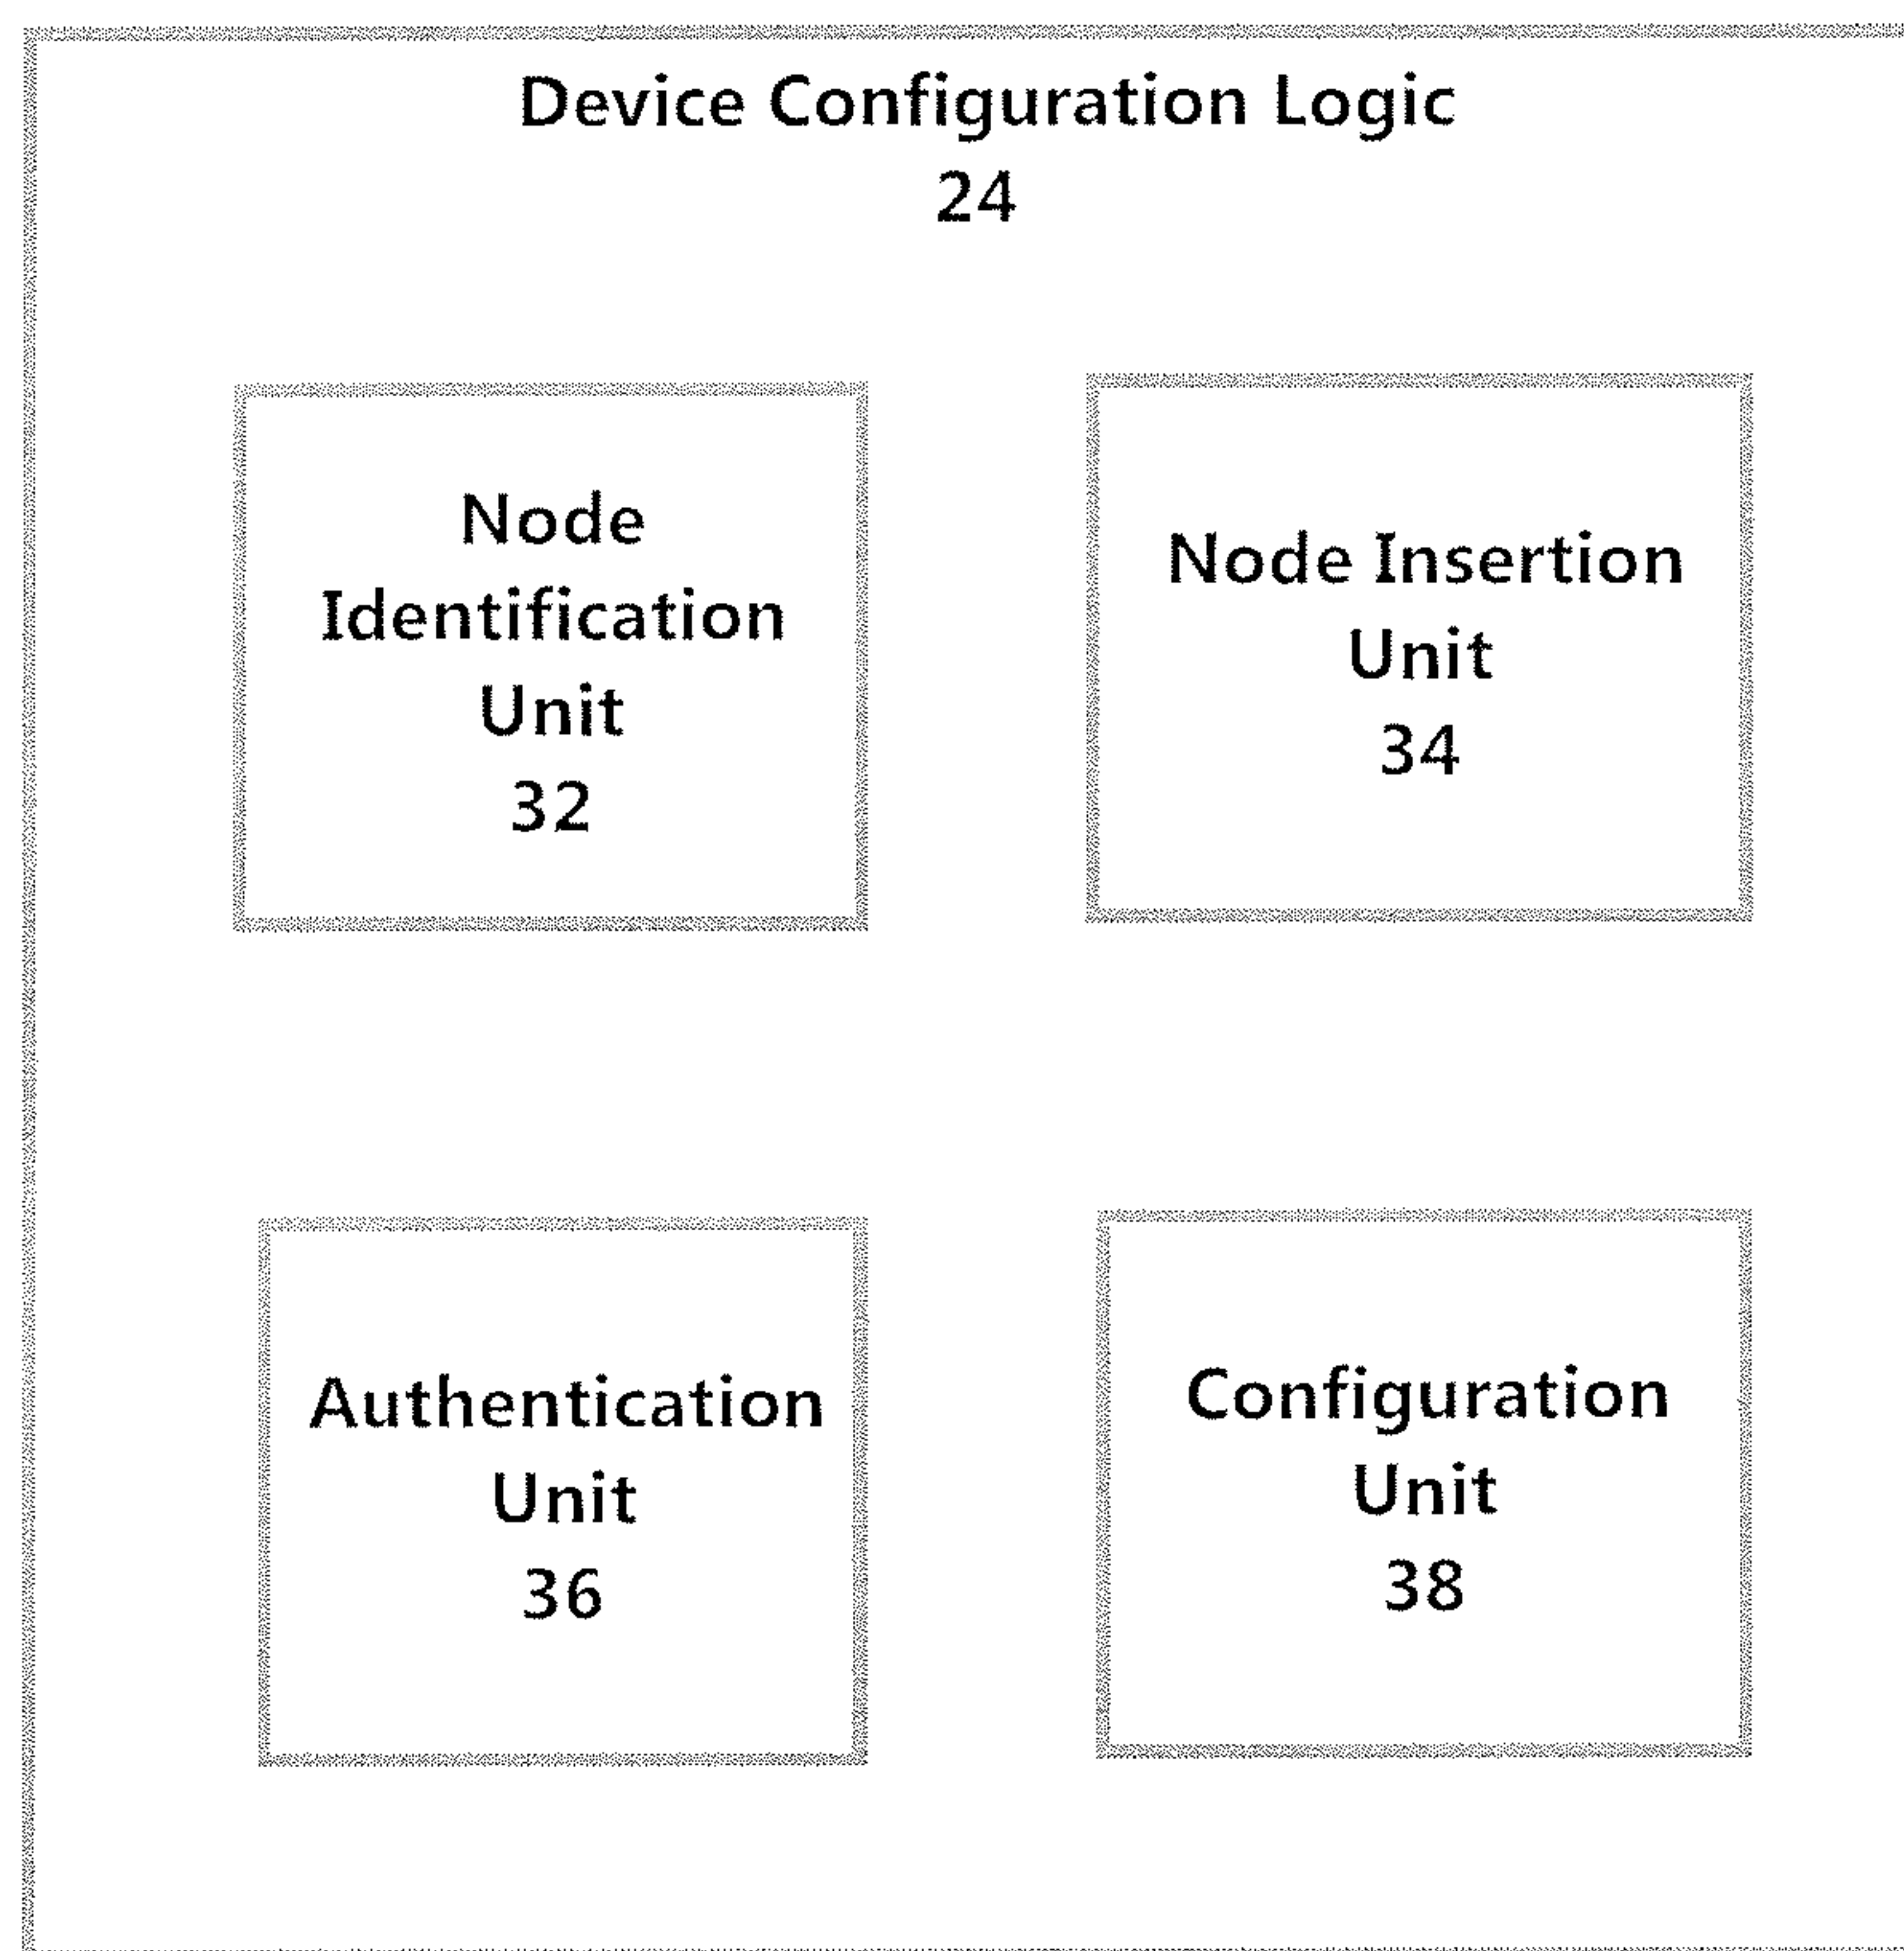 Device Configuration Logic
24
Node
Identification
Unit
32
Node Insertion
Unit
34
Authentication
Unit
36
Configuration
Unit
38